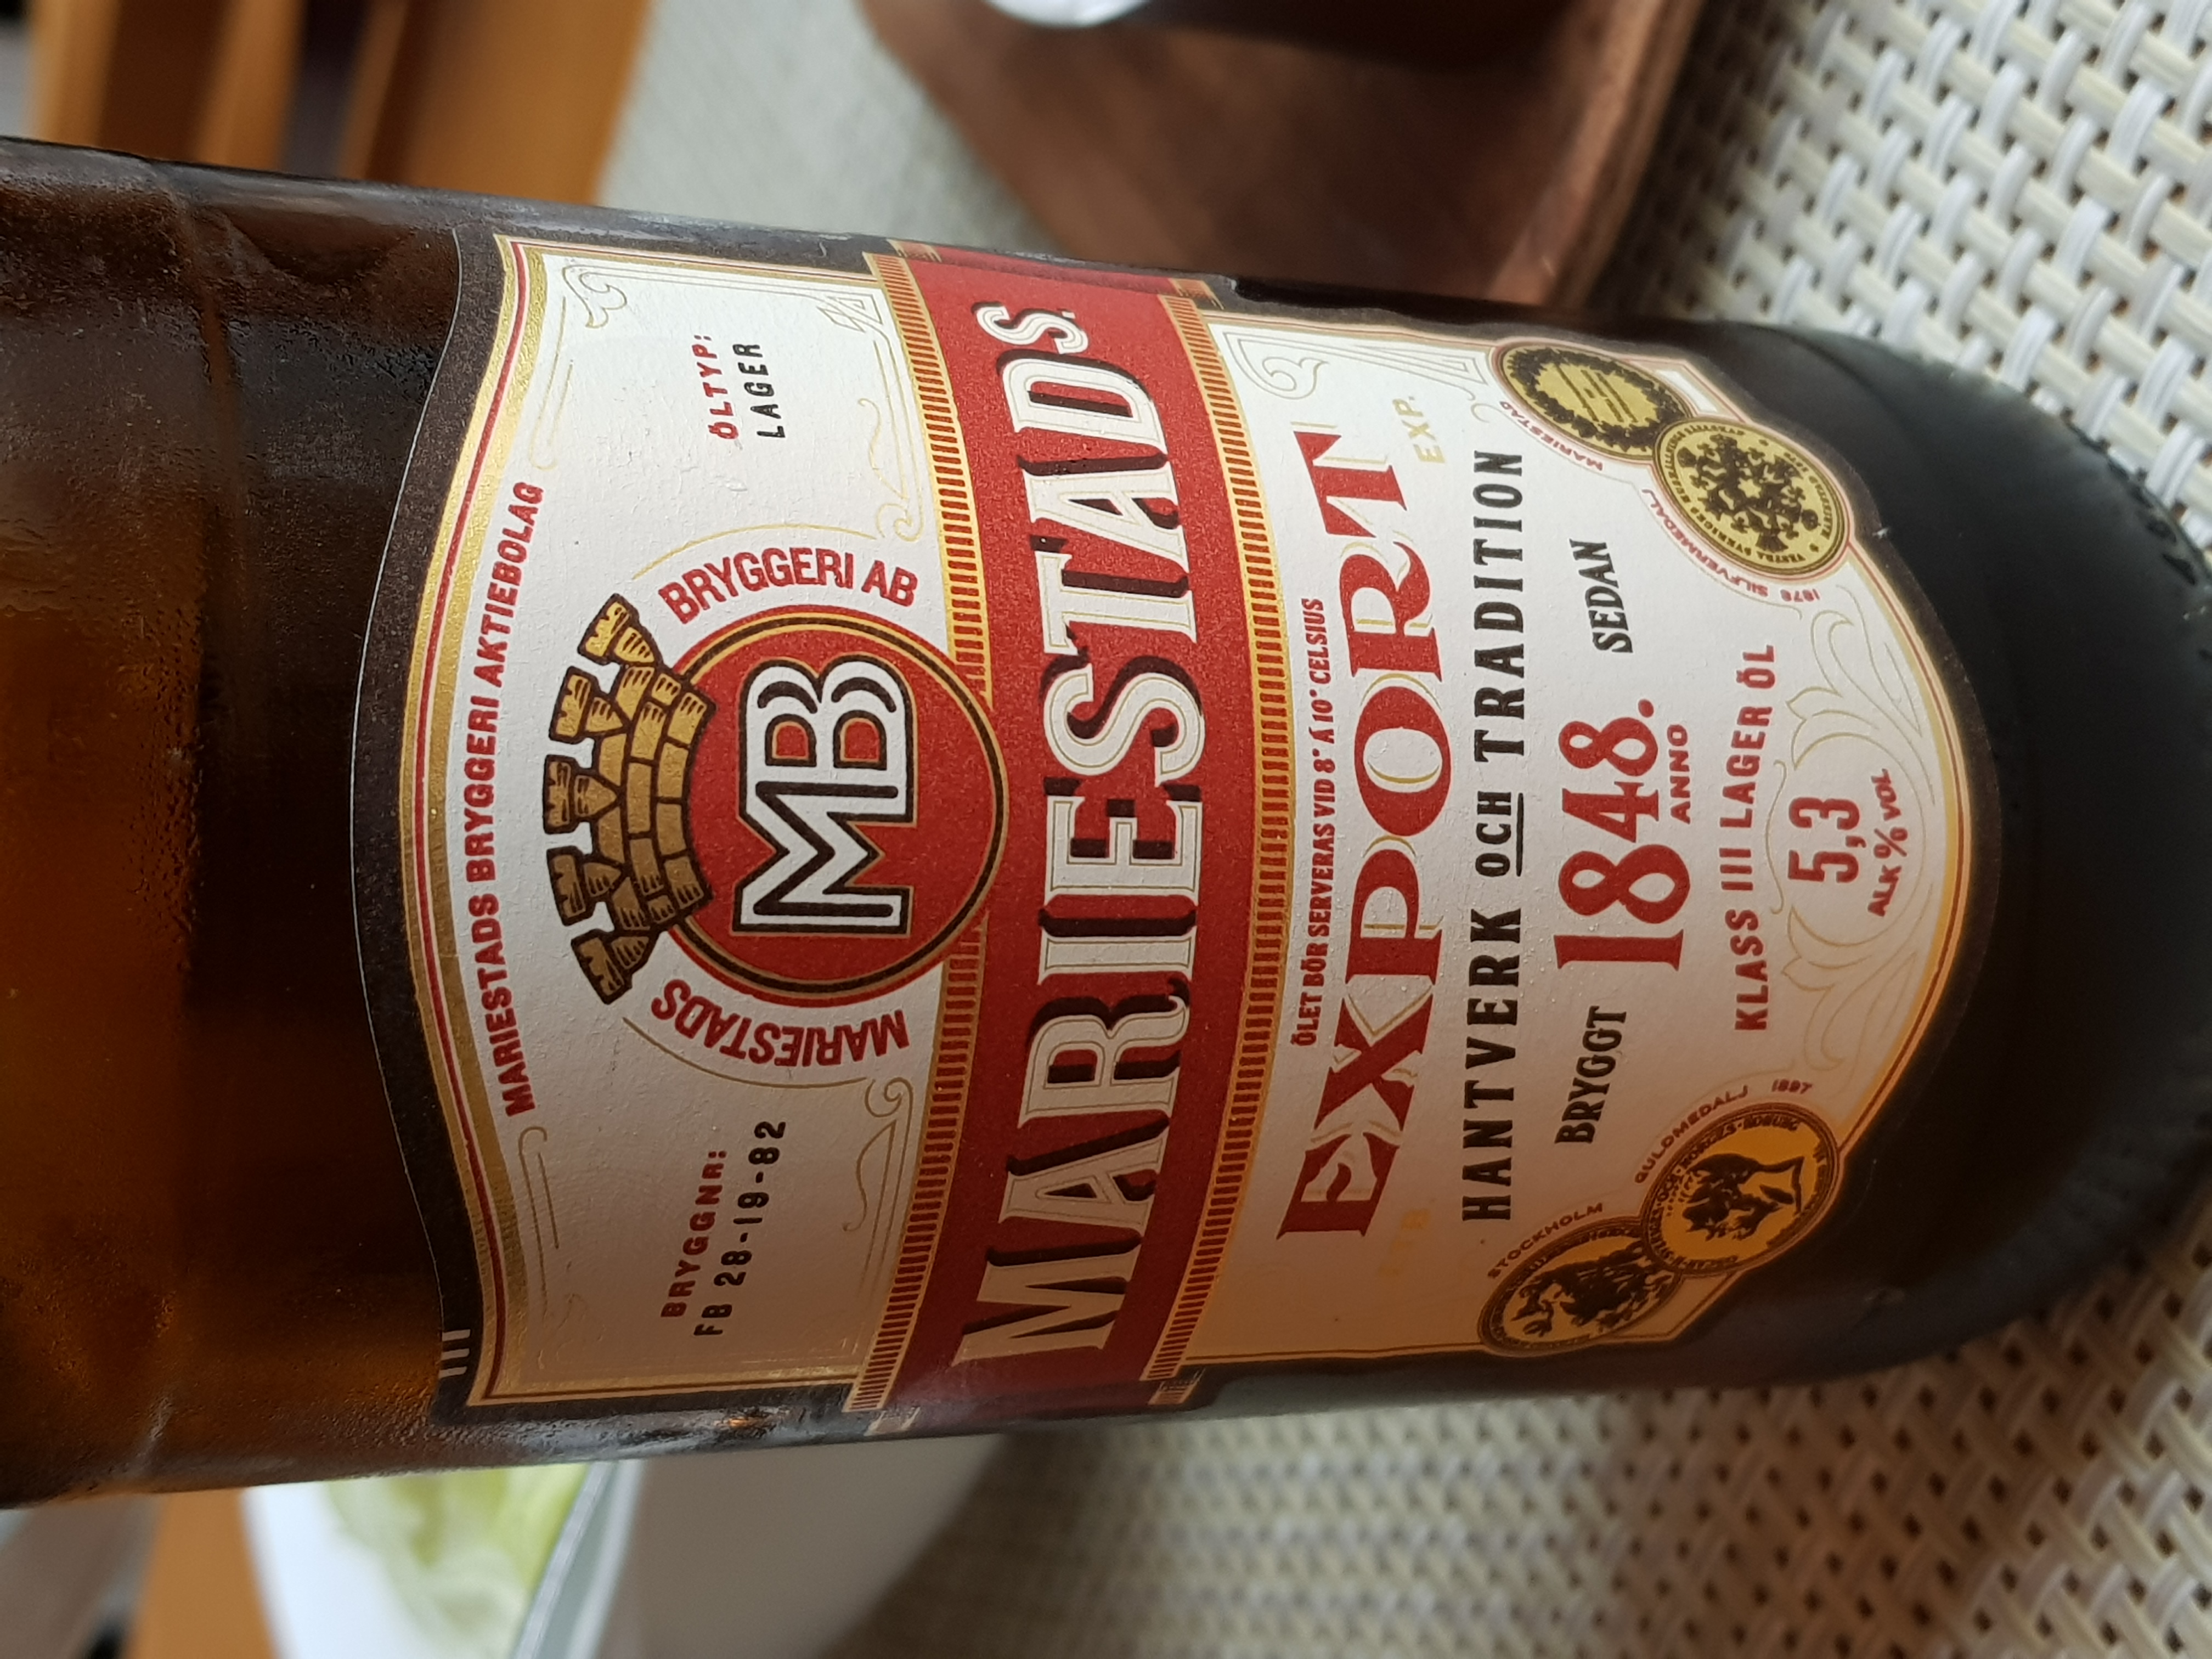 MARIESTADS BRYGGERI AKTIEBOLAG
BRYGGNR:
FB 28-19-82
ÖLTYP:
LAGER
MARIESTADS
BRYGGERI AB
MB
MARIESTADS.
ÖLET BÖR SERVERAS VID 8° Á 10° CELSIUS
EXPORT
ETB.
EXP.
HANTVERK OCH TRADITION
BRYGGT
1848.
SEDAN
ANNO
KLASS III LAGER ÖL
5,3
ALK % VOL
STOCKHOLM
GULDMEDALJ 1897
MARIESTAD
SILFVERMEDALJ 1876